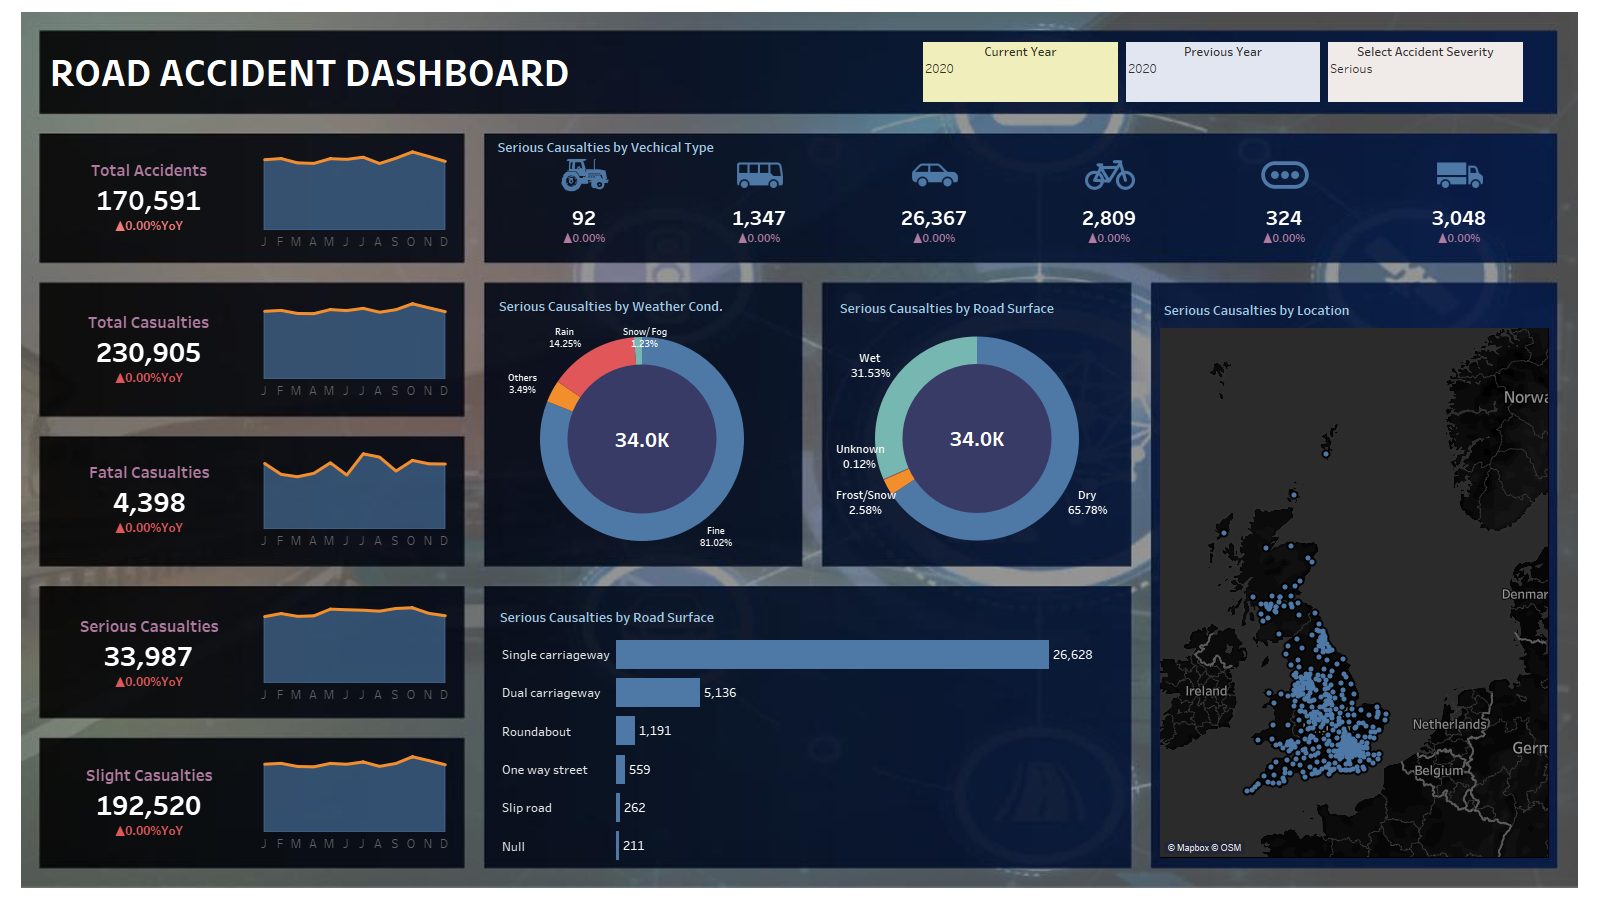 ROAD ACCIDENT DASHBOARD
Current Year
2020
Previous Year
2020
Select Accident Severity
Serious
Total Accidents
170,591
▲0.00%YoY
J F M A M J J A S O N D
Total Casualties
230,905
▲0.00%YoY
J F M A M J J A S O N D
Fatal Casualties
4,398
▲0.00%YoY
J F M A M J J A S O N D
Serious Casualties
33,987
▲0.00%YoY
J F M A M J J A S O N D
Slight Casualties
192,520
▲0.00%YoY
J F M A M J J A S O N D
Serious Causalties by Vechical Type
92
▲0.00%
1,347
▲0.00%
26,367
▲0.00%
2,809
▲0.00%
324
▲0.00%
3,048
▲0.00%
Serious Causalties by Weather Cond.
Rain
14.25%
Snow/ Fog
1.23%
Others
3.49%
34.0K
Fine
81.02%
Serious Causalties by Road Surface
Wet
31.53%
Unknown
0.12%
Frost/Snow
2.58%
34.0K
Dry
65.78%
Serious Causalties by Road Surface
Single carriageway 26,628
Dual carriageway 5,136
Roundabout 1,191
One way street 559
Slip road 262
Null 211
Serious Causalties by Location
Norwa
Denmar
Ireland
Netherlands
Germ
Belgium
© Mapbox © OSM